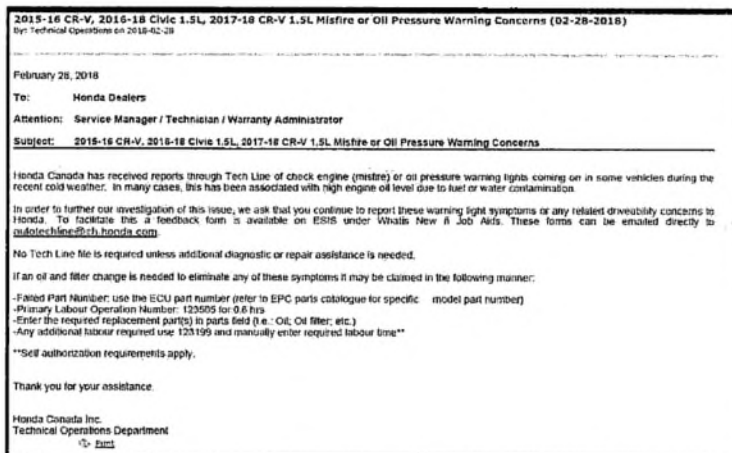 2015-16 CR-V, 2016-18 Civic 1.5L, 2017-18 CR-V 1.5L Misfire or Oil Pressure Warning Concerns (02-28-2018)
By: Technical Operations on 2018-02-28
February 28, 2018
To: Honda Dealers
Attention: Service Manager / Technician / Warranty Administrator
Subject: 2015-16 CR-V, 2016-18 Civic 1.5L, 2017-18 CR-V 1.5L Misfire or Oil Pressure Warning Concerns
Honda Canada has received reports through Tech Line of check engine (misfire) or oil pressure warning lights coming on in some vehicles during the
recent cold weather. In many cases, this has been associated with high engine oil level due to fuel or water contamination.
In order to further our investigation of this issue, we ask that you continue to report these warning light symptoms or any related driveability concerns to
Honda. To facilitate this a feedback form is available on ESIS under Whatis New ñ Job Aids. These forms can be emailed directly to
autotechline@ch.honda.com.
No Tech Line file is required unless additional diagnostic or repair assistance is needed.
If an oil and filter change is needed to eliminate any of these symptoms it may be claimed in the following manner:
-Failed Part Number: use the ECU part number (refer to EPC parts catalogue for specific model part number)
-Primary Labour Operation Number: 123505 for 0.6 hrs
-Enter the required replacement part(s) in parts field (i.e.: Oil; Oil filter; etc.)
-Any additional labour required use 123199 and manually enter required labour time**
**Self authorization requirements apply.
Thank you for your assistance.
Honda Canada Inc.
Technical Operations Department
Print